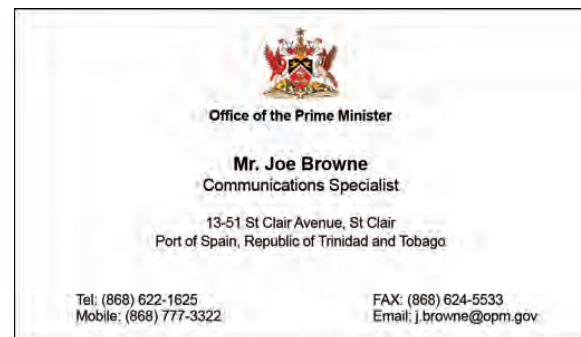 Office of the Prime Minister
Mr. Joe Browne
Communications Specialist
13-51 St Clair Avenue, St Clair
Port of Spain, Republic of Trinidad and Tobago
Tel: (868) 622-1625
Mobile: (868) 777-3322
FAX: (868) 624-5533
Email: j.browne@opm.gov